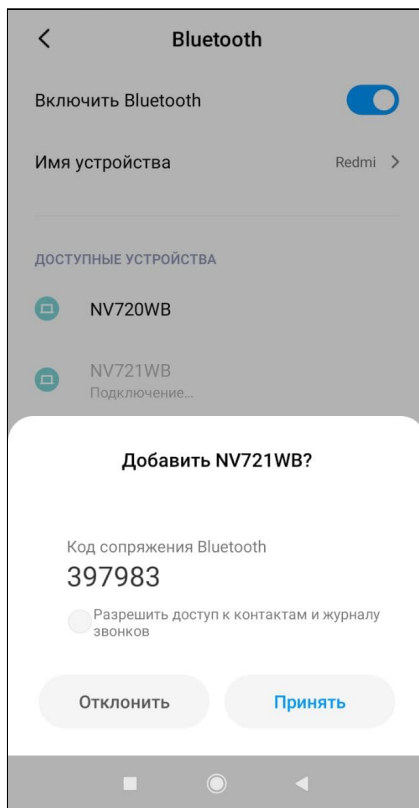 Bluetooth
Включить Bluetooth
Имя устройства Redmi
ДОСТУПНЫЕ УСТРОЙСТВА
NV720WB
NV721WB
Подключение...
Добавить NV721WB?
Код сопряжения Bluetooth
397983
Разрешить доступ к контактам и журналу
звонков
Отклонить Принять